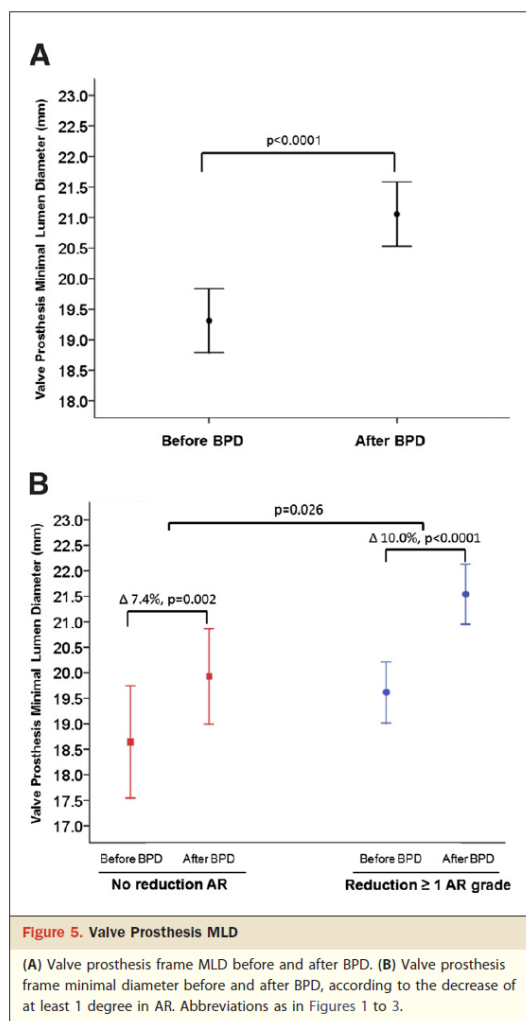 A
Valve Prosthesis Minimal Lumen Diameter (mm)
23.0
22.5
22.0
21.5
21.0
20.5
20.0
19.5
19.0
18.5
18.0
p<0.0001
Before BPD
After BPD
B
Valve Prosthesis Minimal Lumen Diameter (mm)
23.0
22.5
22.0
21.5
21.0
20.5
20.0
19.5
19.0
18.5
18.0
17.5
17.0
p=0.026
Δ 10.0%, p<0.0001
Δ 7.4%, p=0.002
Before BPD After BPD Before BPD After BPD
No reduction AR Reduction ≥ 1 AR grade
Figure 5. Valve Prosthesis MLD
(A) Valve prosthesis frame MLD before and after BPD. (B) Valve prosthesis
frame minimal diameter before and after BPD, according to the decrease of
at least 1 degree in AR. Abbreviations as in Figures 1 to 3.